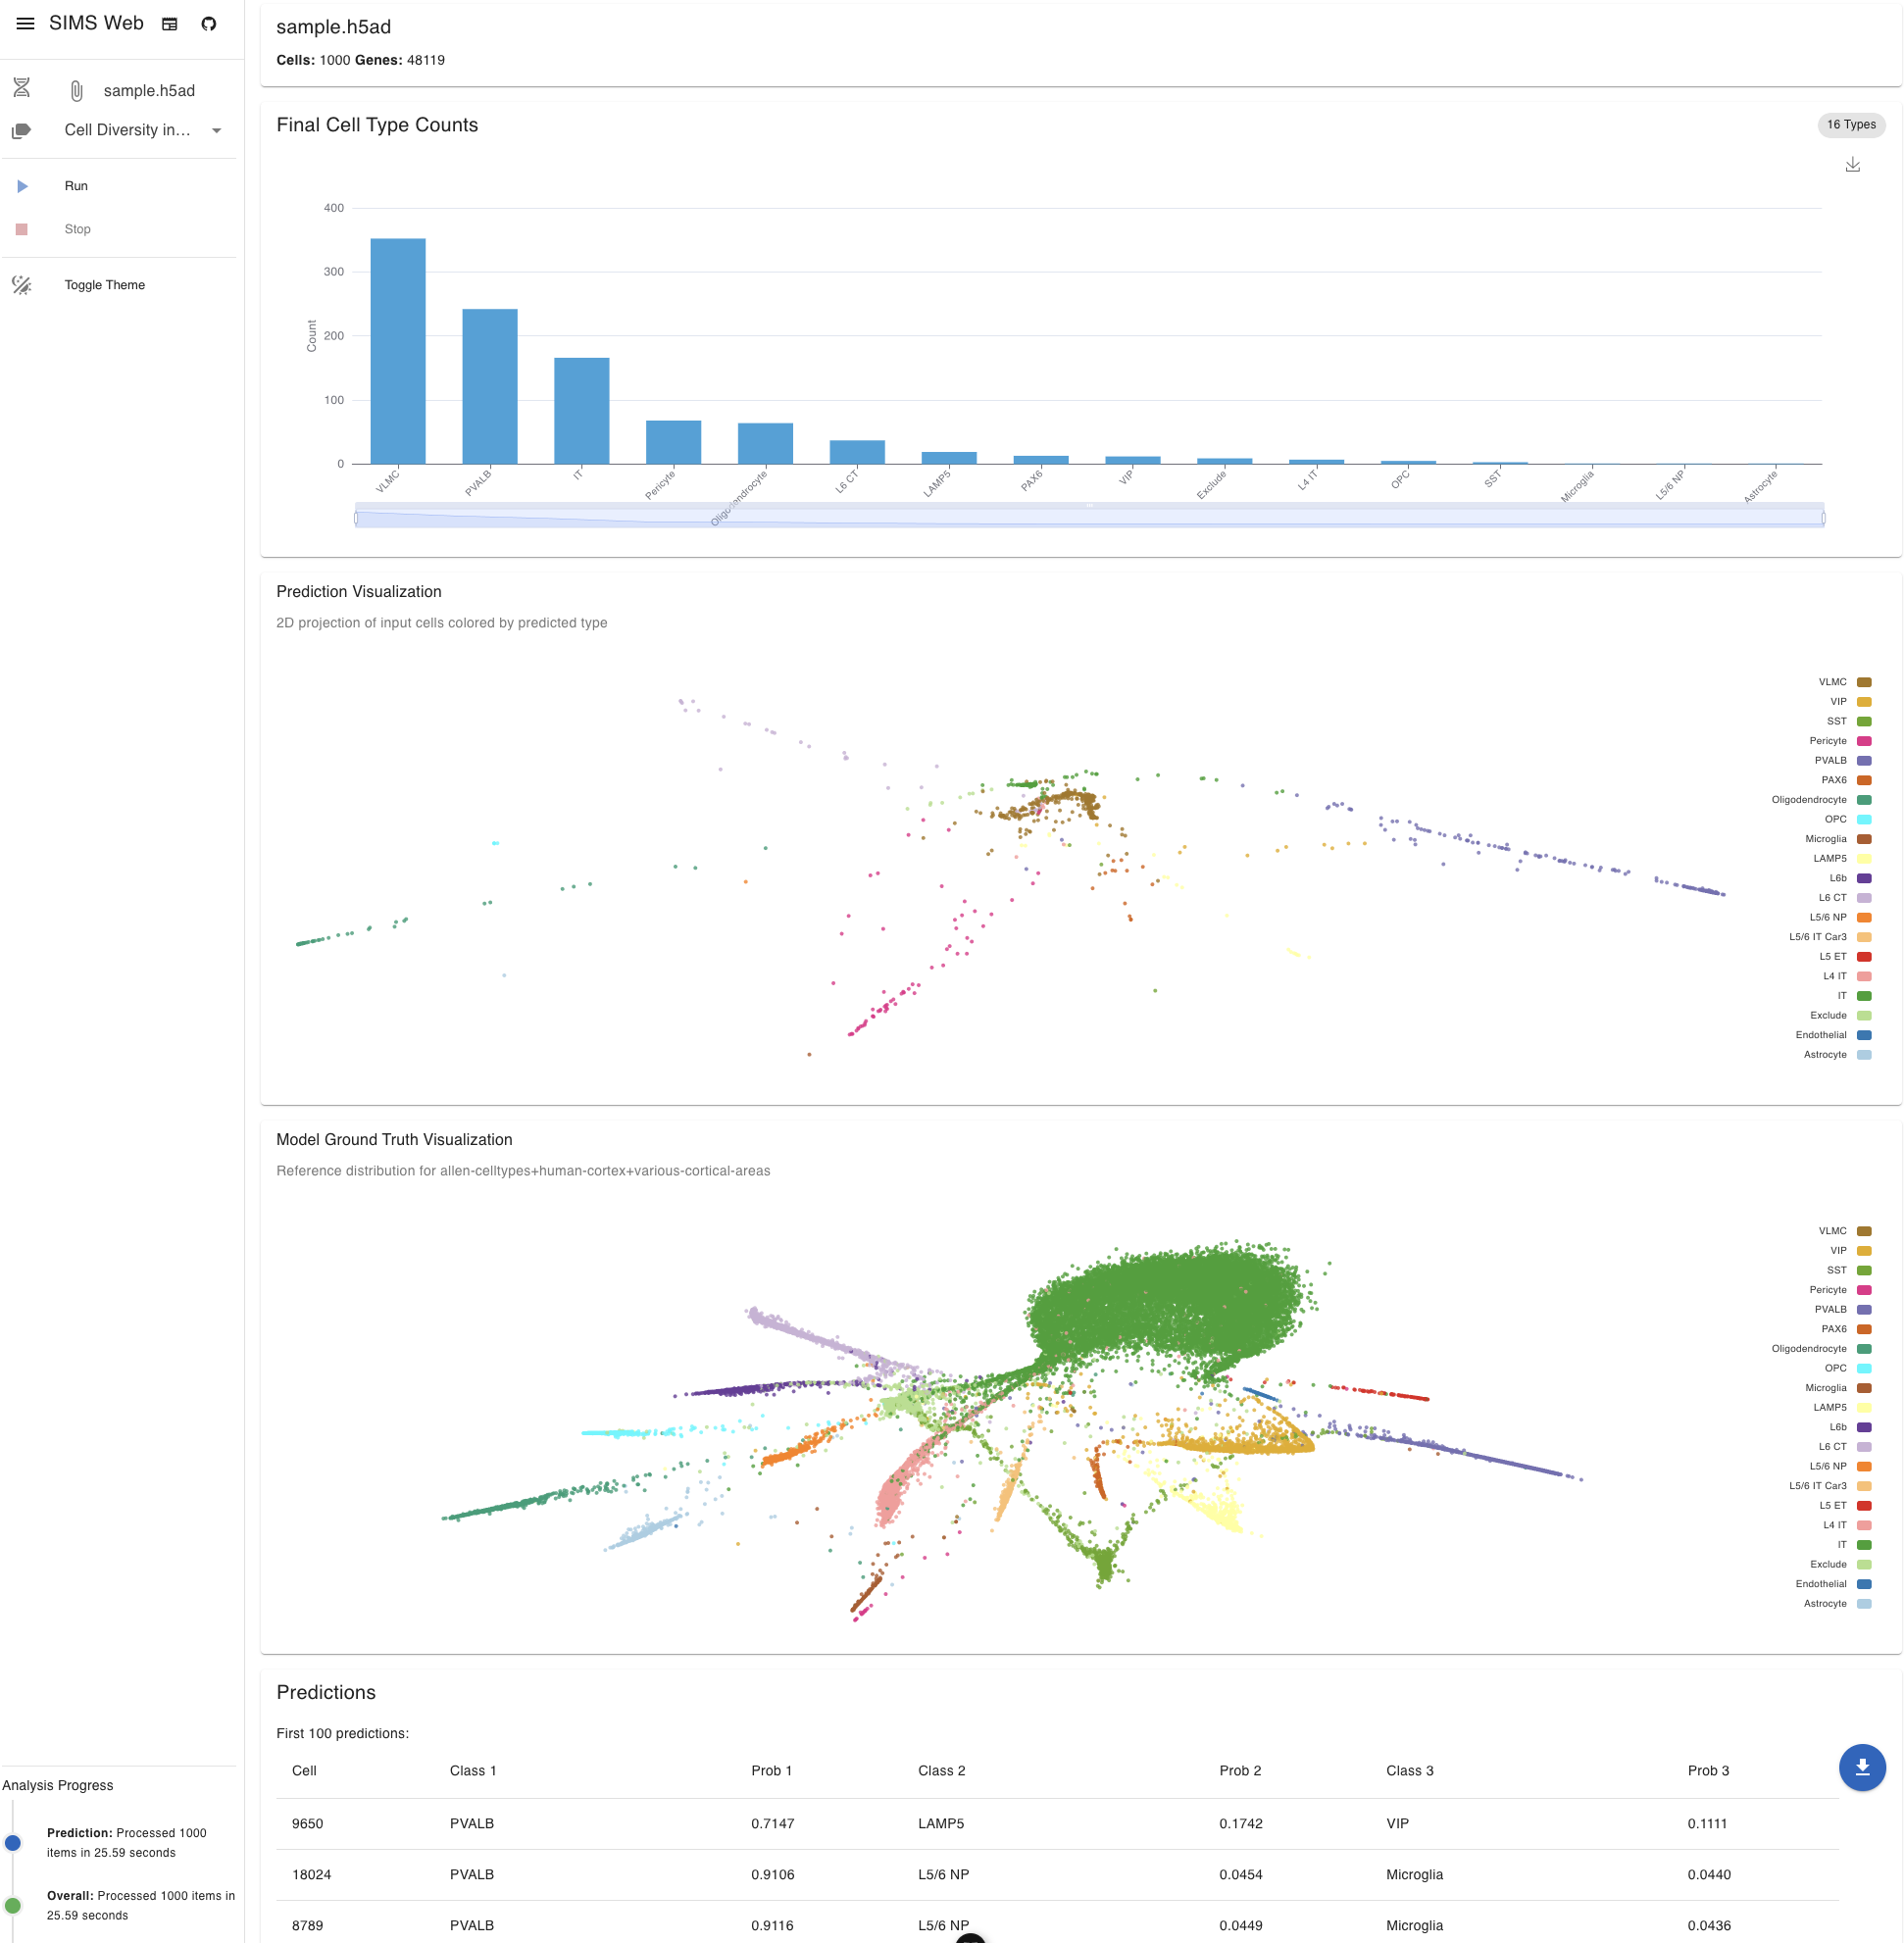 SIMS Web
sample.h5ad
Cell Diversity in...
Run
Stop
Toggle Theme
sample.h5ad
Cells: 1000 Genes: 48119
Final Cell Type Counts
16 Types
400
300
200
100
0
Count
VLMC
PVALB
IT
Pericyte
Oligodendrocyte
L6 CT
LAMP5
PAX6
VIP
Exclude
L4 IT
OPC
SST
Microglia
L5/6 NP
Astrocyte
Prediction Visualization
2D projection of input cells colored by predicted type
VLMC
VIP
SST
Pericyte
PVALB
PAX6
Oligodendrocyte
OPC
Microglia
LAMP5
L6b
L6 CT
L5/6 NP
L5/6 IT Car3
L5 ET
L4 IT
IT
Exclude
Endothelial
Astrocyte
Model Ground Truth Visualization
Reference distribution for allen-celltypes+human-cortex+various-cortical-areas
VLMC
VIP
SST
Pericyte
PVALB
PAX6
Oligodendrocyte
OPC
Microglia
LAMP5
L6b
L6 CT
L5/6 NP
L5/6 IT Car3
L5 ET
L4 IT
IT
Exclude
Endothelial
Astrocyte
Predictions
First 100 predictions:
Cell Class 1 Prob 1 Class 2 Prob 2 Class 3 Prob 3
9650 PVALB 0.7147 LAMP5 0.1742 VIP 0.1111
18024 PVALB 0.9106 L5/6 NP 0.0454 Microglia 0.0440
8789 PVALB 0.9116 L5/6 NP 0.0449 Microglia 0.0436
Analysis Progress
Prediction: Processed 1000
items in 25.59 seconds
Overall: Processed 1000 items in
25.59 seconds